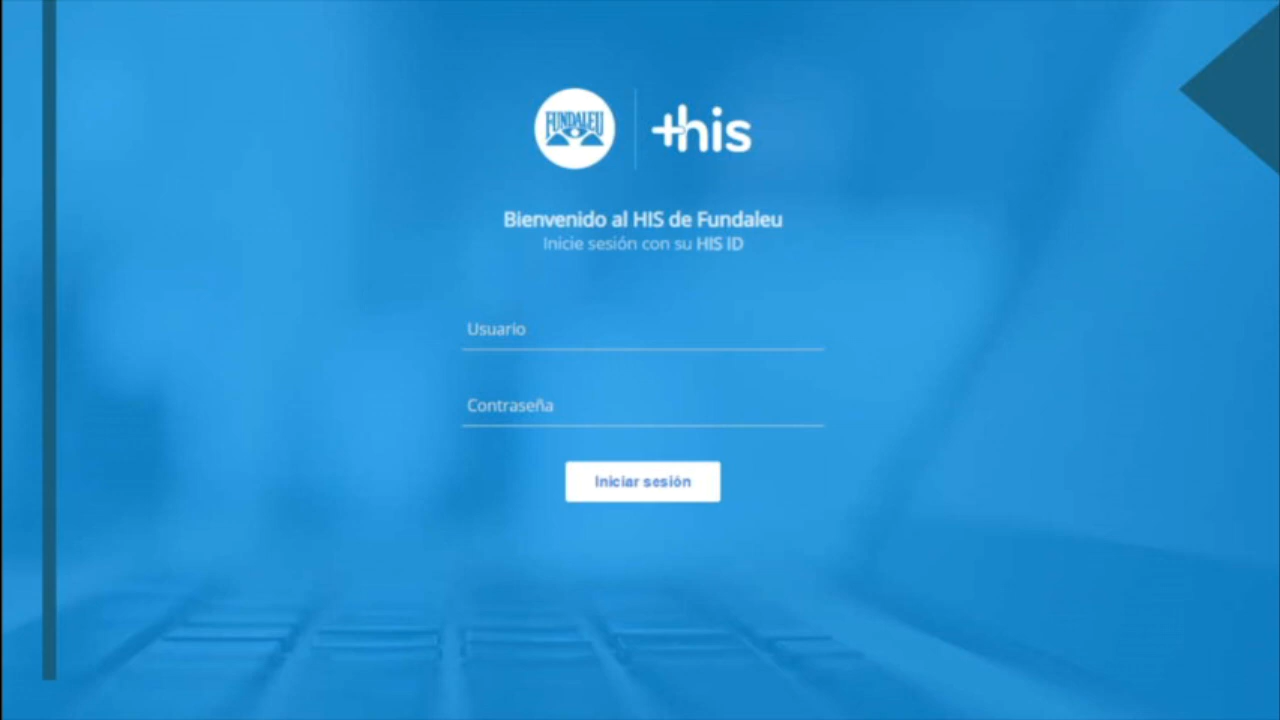 FUNDALEU
+his
Bienvenido al HIS de Fundaleu
Inicie sesión con su HIS ID
Usuario
Contraseña
Iniciar sesión